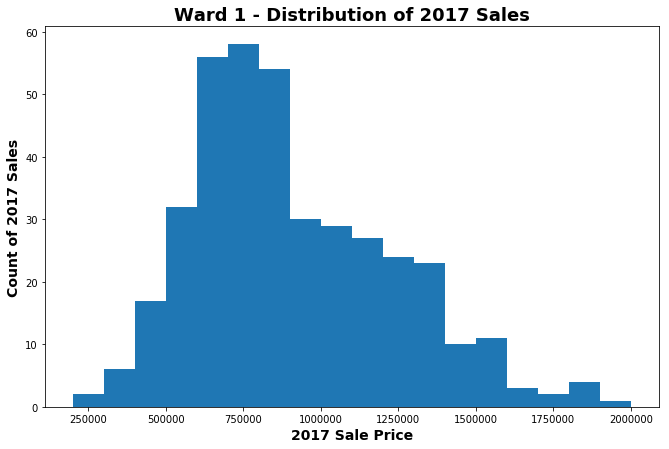 Ward 1 - Distribution of 2017 Sales
60
50
40
30
20
10
0
Count of 2017 Sales
250000 500000 750000 1000000 1250000 1500000 1750000 2000000
2017 Sale Price